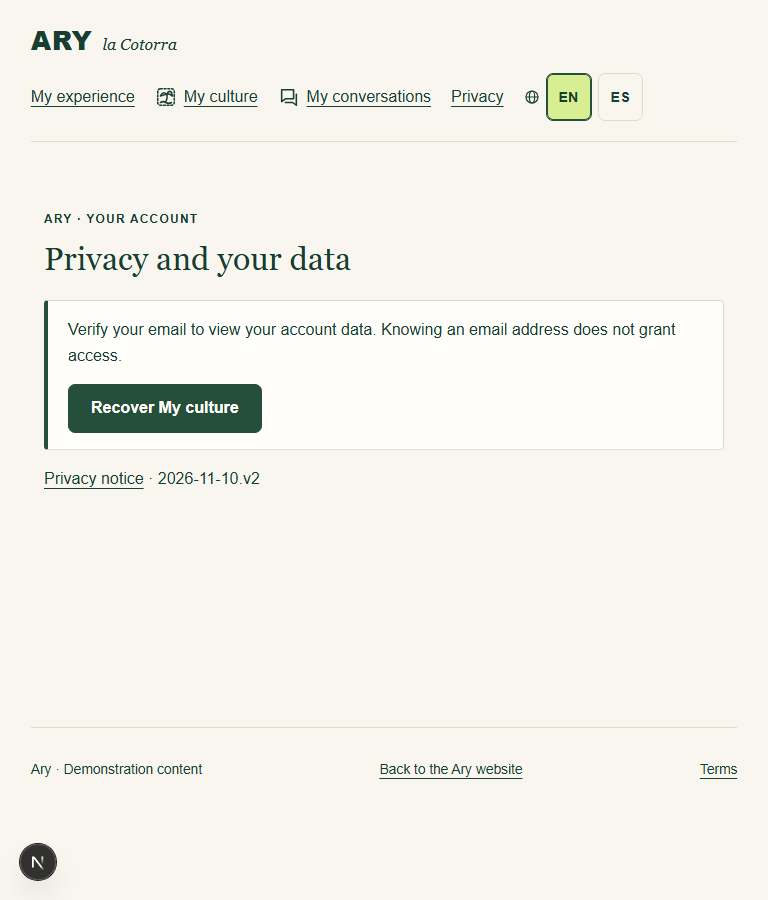 ARY la Cotorra
My experience My culture My conversations Privacy EN ES
ARY · YOUR ACCOUNT
Privacy and your data
Verify your email to view your account data. Knowing an email address does not grant
access.
Recover My culture
Privacy notice · 2026-11-10.v2
Ary · Demonstration content Back to the Ary website Terms
N